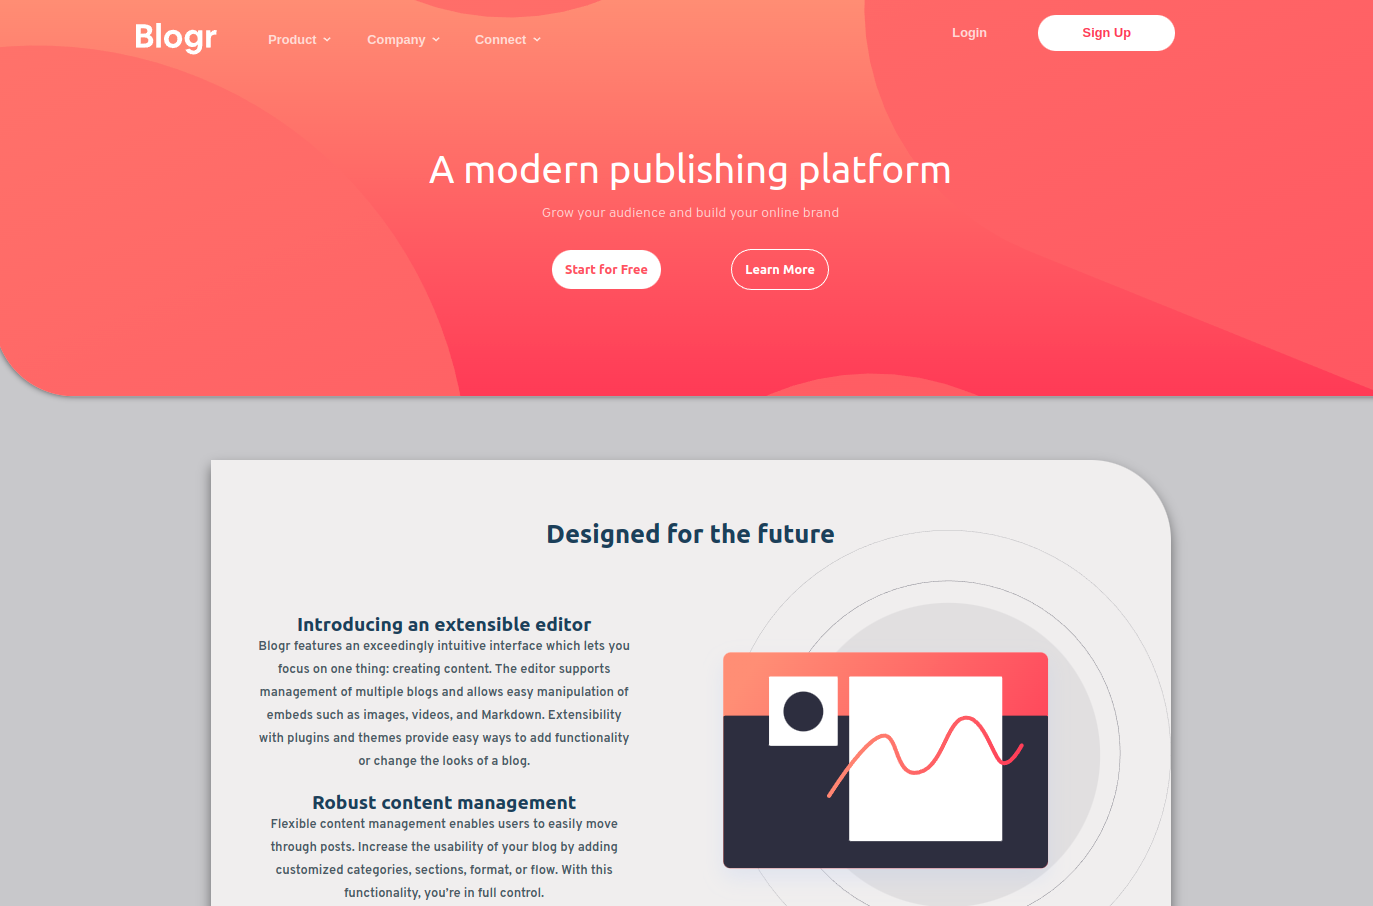 Blogr
Product
Company
Connect
Login
Sign Up
A modern publishing platform
Grow your audience and build your online brand
Start for Free
Learn More
Designed for the future
Introducing an extensible editor
Blogr features an exceedingly intuitive interface which lets you
focus on one thing: creating content. The editor supports
management of multiple blogs and allows easy manipulation of
embeds such as images, videos, and Markdown. Extensibility
with plugins and themes provide easy ways to add functionality
or change the looks of a blog.
Robust content management
Flexible content management enables users to easily move
through posts. Increase the usability of your blog by adding
customized categories, sections, format, or flow. With this
functionality, you're in full control.